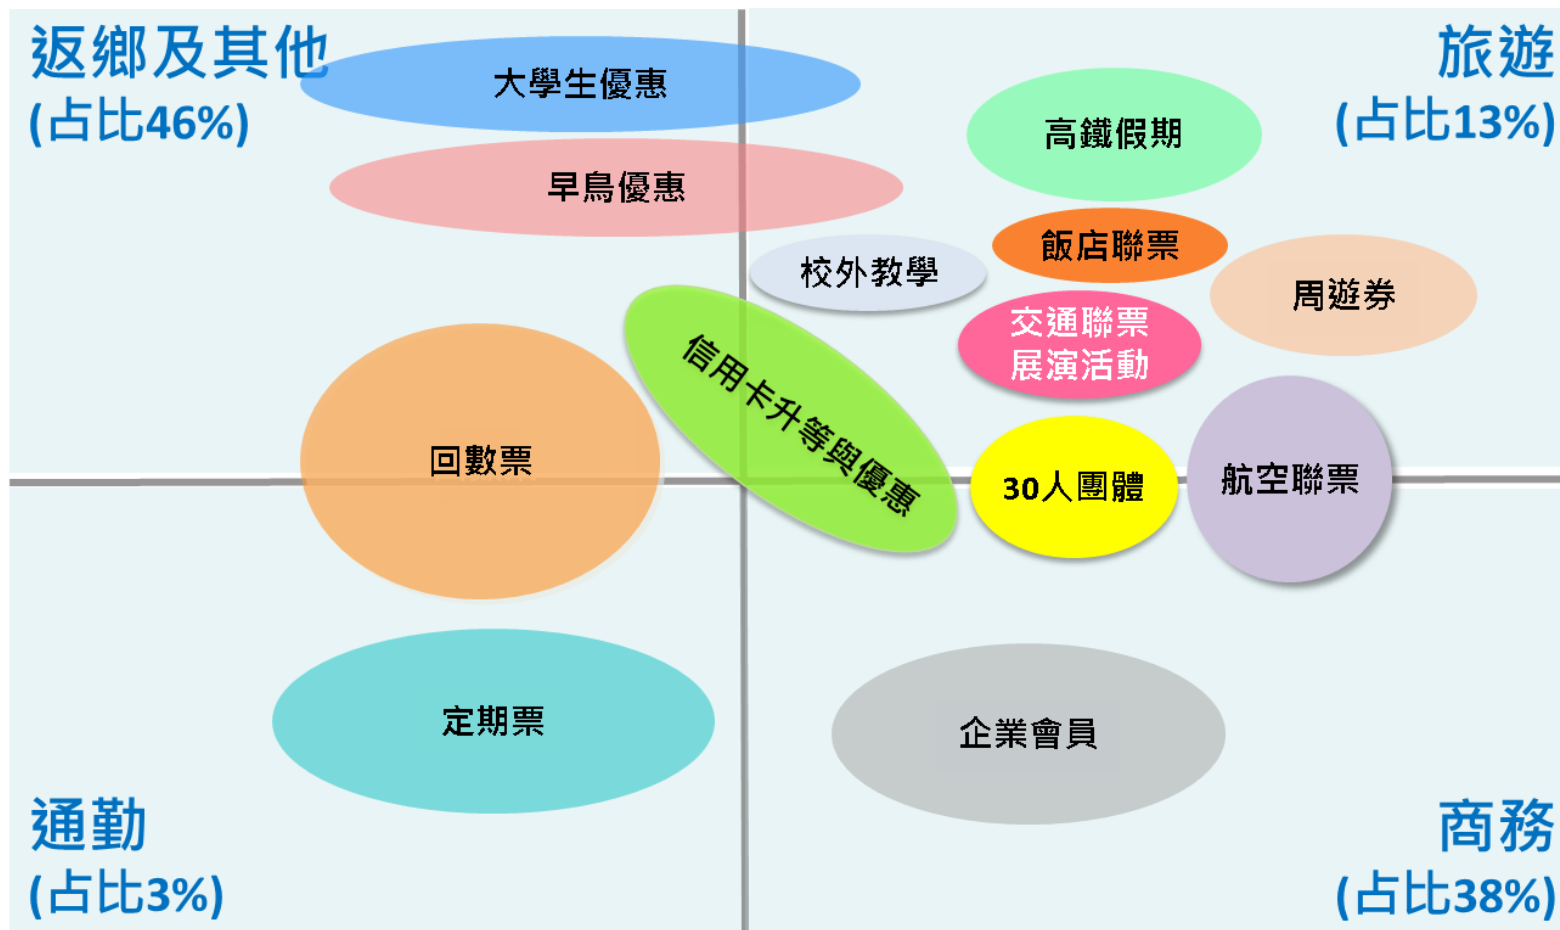 返鄉及其他
(占比46%)
大學生優惠
早鳥優惠
旅遊
(占比13%)
高鐵假期
飯店聯票
校外教學
周遊券
交通聯票
展演活動
信用卡升等與優惠
回數票
30人團體
航空聯票
定期票
企業會員
通勤
(占比3%)
商務
(占比38%)